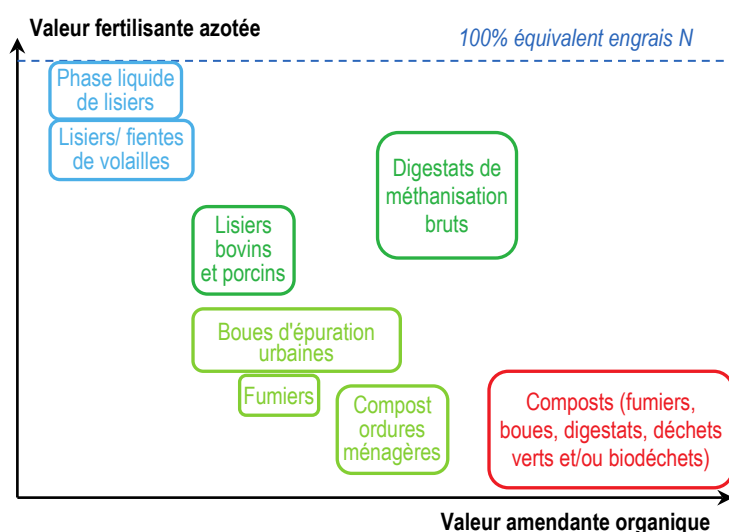 Valeur fertilisante azotée
100% équivalent engrais N
Phase liquide
de lisiers
Lisiers/ fientes
de volailles
Digestats de
méthanisation
bruts
Lisiers
bovins
et porcins
Boues d'épuration
urbaines
Fumiers
Compost
ordures
ménagères
Composts (fumiers,
boues, digestats, déchets
verts et/ou biodéchets)
Valeur amendante organique